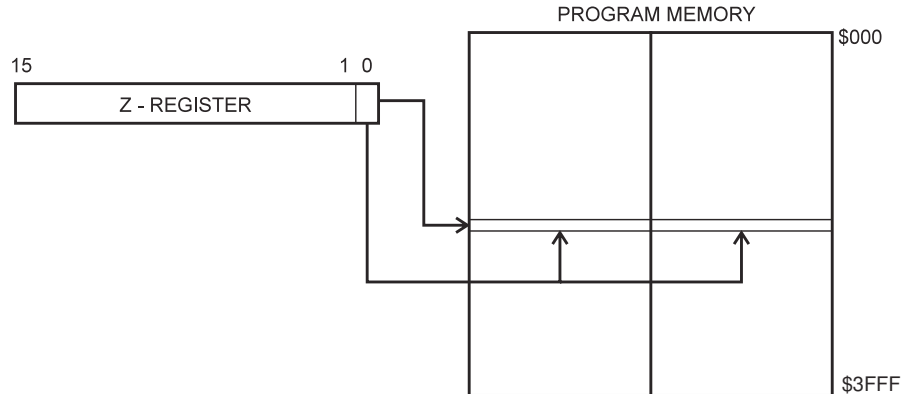 PROGRAM MEMORY
$000
15 1 0
Z - REGISTER
$3FFF